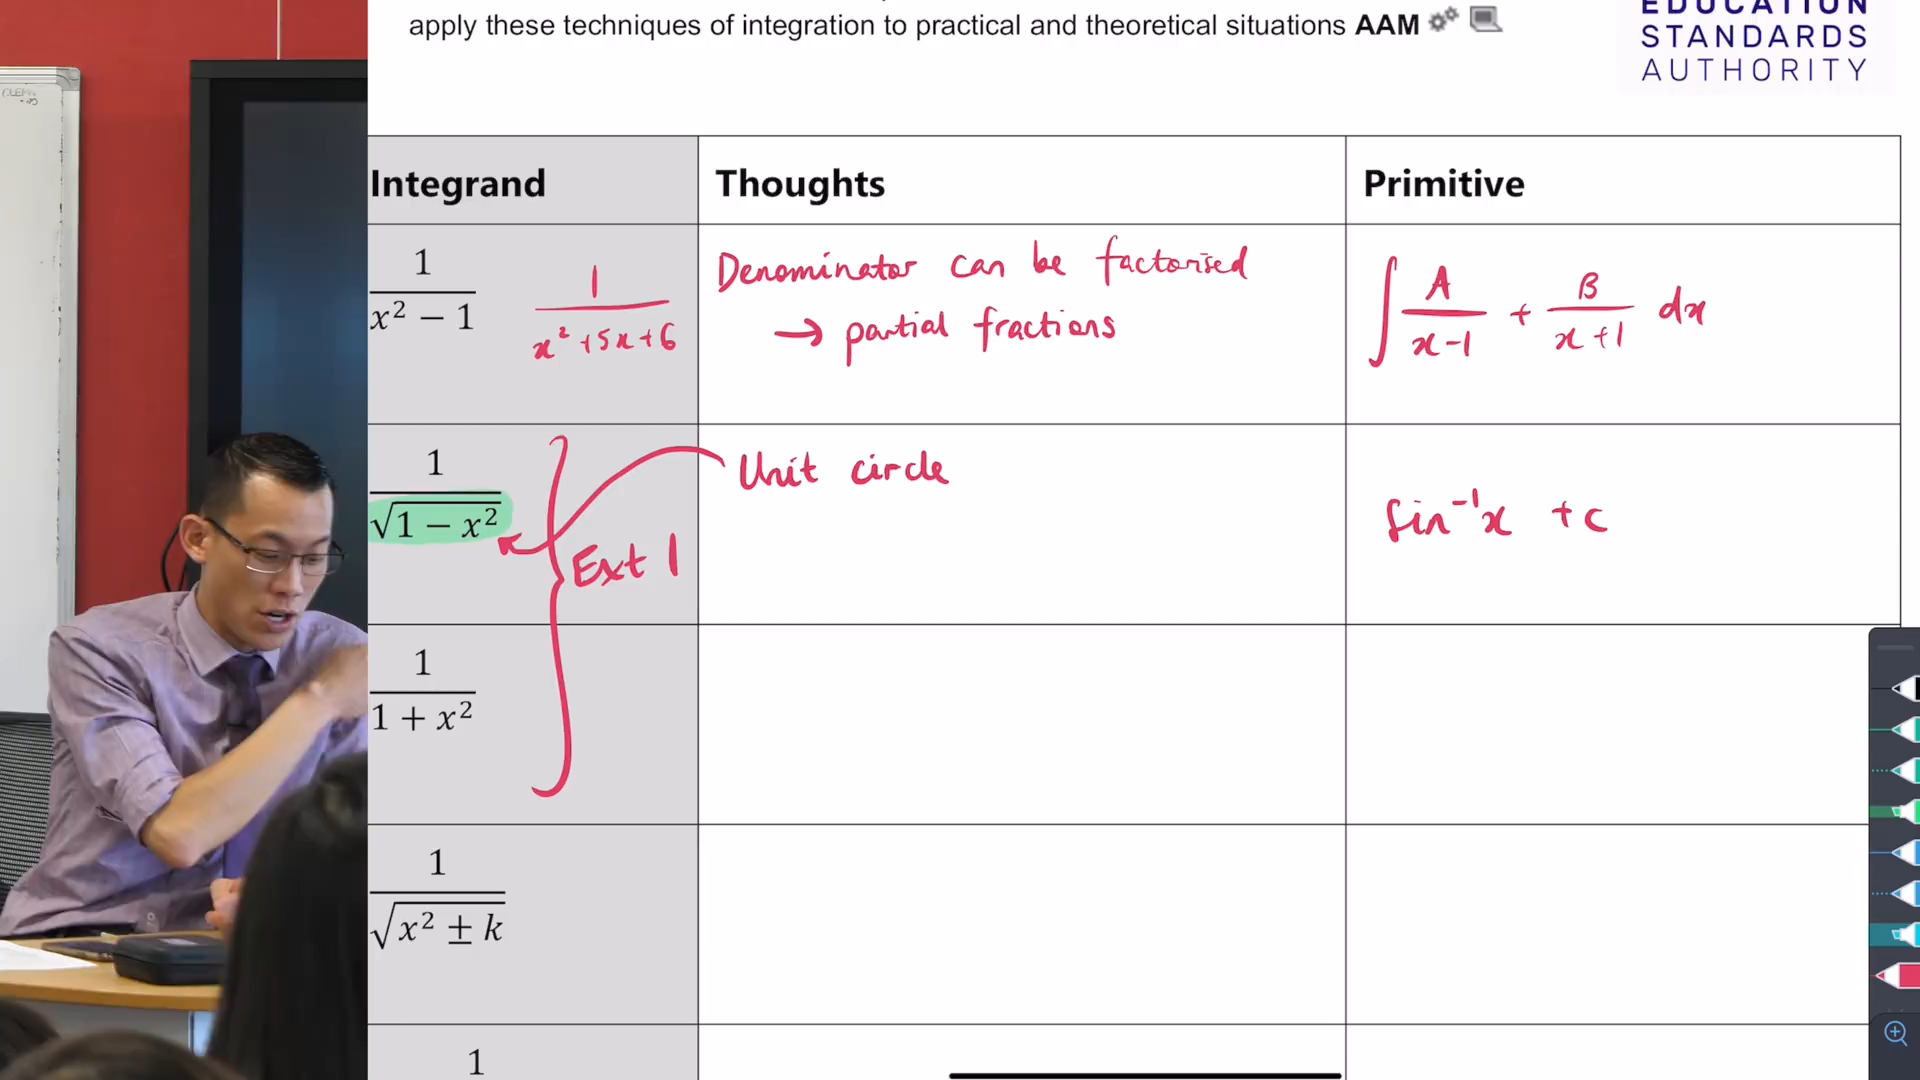 apply these techniques of integration to practical and theoretical situations AAM
EDUCATION
STANDARDS
AUTHORITY
Integrand
Thoughts
Primitive
1/(x² − 1)
1/(x² + 5x + 6)
Denominator can be factorised
→ partial fractions
∫ A/(x−1) + B/(x+1) dx
1/√(1 − x²)
Ext 1
Unit circle
sin⁻¹x + c
1/(1 + x²)
1/√(x² ± k)
1